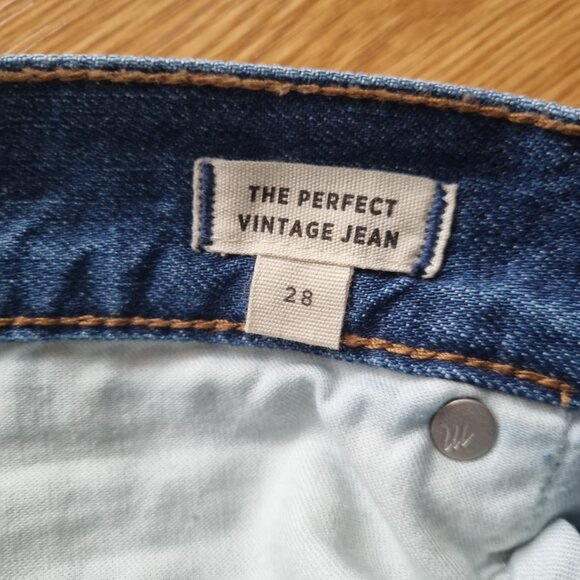 THE PERFECT
VINTAGE JEAN
28
m